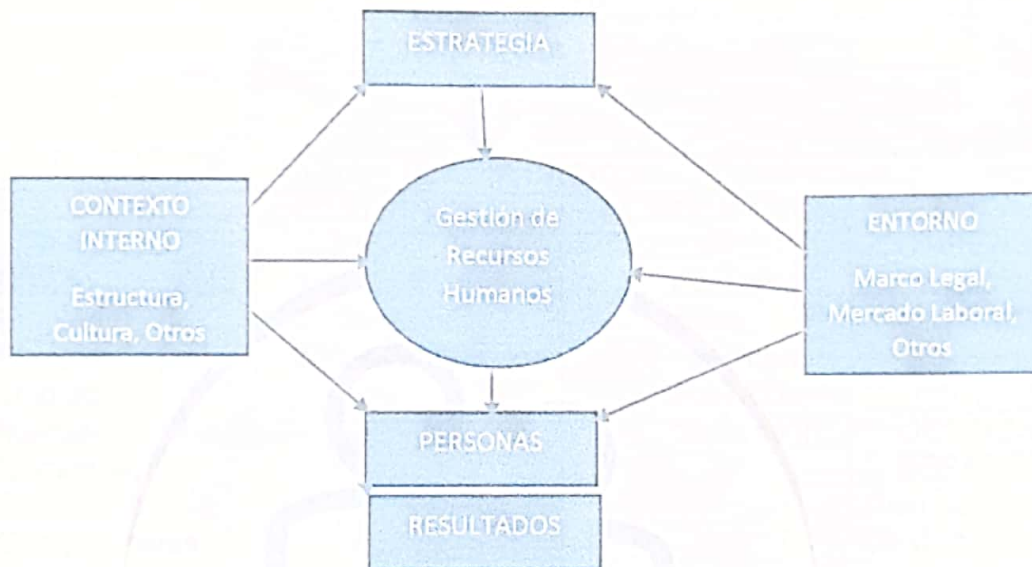 ESTRATEGIA
CONTEXTO
INTERNO
Estructura,
Cultura, Otros
Gestión de
Recursos
Humanos
ENTORNO
Marco Legal,
Mercado Laboral,
Otros
PERSONAS
RESULTADOS